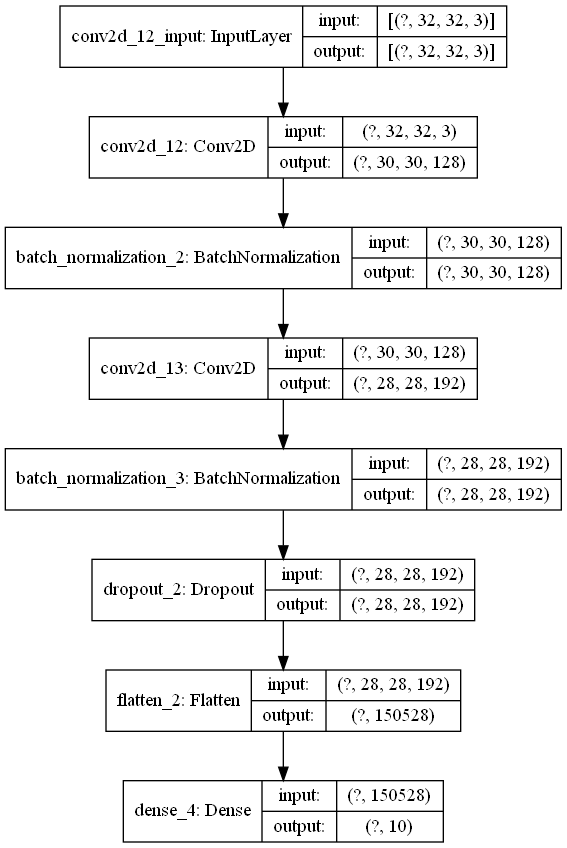 conv2d_12_input: InputLayer
input: [(?, 32, 32, 3)]
output: [(?, 32, 32, 3)]
conv2d_12: Conv2D
input: (?, 32, 32, 3)
output: (?, 30, 30, 128)
batch_normalization_2: BatchNormalization
input: (?, 30, 30, 128)
output: (?, 30, 30, 128)
conv2d_13: Conv2D
input: (?, 30, 30, 128)
output: (?, 28, 28, 192)
batch_normalization_3: BatchNormalization
input: (?, 28, 28, 192)
output: (?, 28, 28, 192)
dropout_2: Dropout
input: (?, 28, 28, 192)
output: (?, 28, 28, 192)
flatten_2: Flatten
input: (?, 28, 28, 192)
output: (?, 150528)
dense_4: Dense
input: (?, 150528)
output: (?, 10)